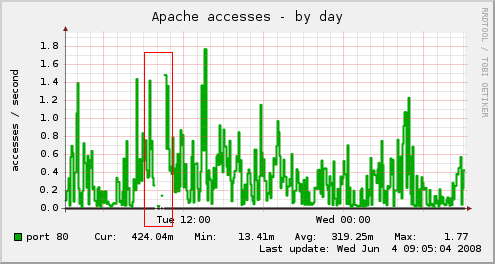 Apache accesses - by day
RRDTOOL / TOBI OETIKER
accesses / second
1.8
1.6
1.4
1.2
1.0
0.8
0.6
0.4
0.2
0.0
Tue 12:00 Wed 00:00
port 80 Cur: 424.04m Min: 13.41m Avg: 319.25m Max: 1.77
Last update: Wed Jun 4 09:05:04 2008